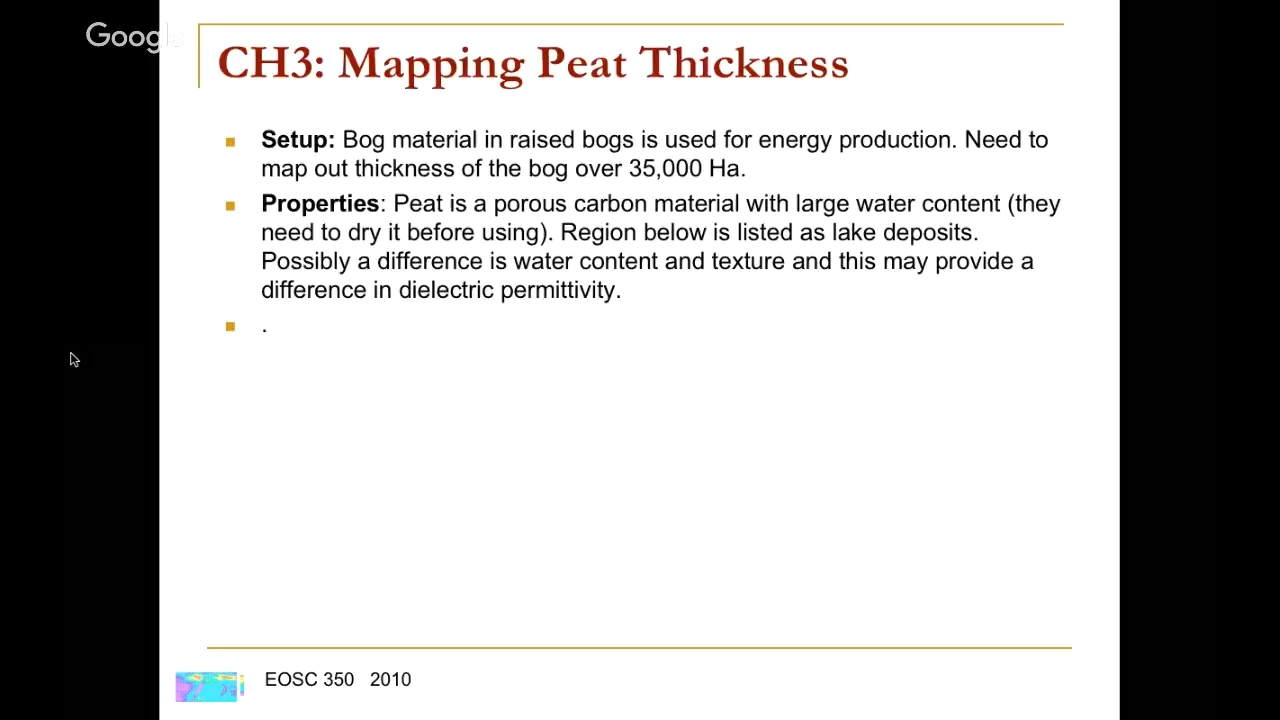 Google
CH3: Mapping Peat Thickness
Setup: Bog material in raised bogs is used for energy production. Need to
map out thickness of the bog over 35,000 Ha.
Properties: Peat is a porous carbon material with large water content (they
need to dry it before using). Region below is listed as lake deposits.
Possibly a difference is water content and texture and this may provide a
difference in dielectric permittivity.
.
EOSC 350 2010